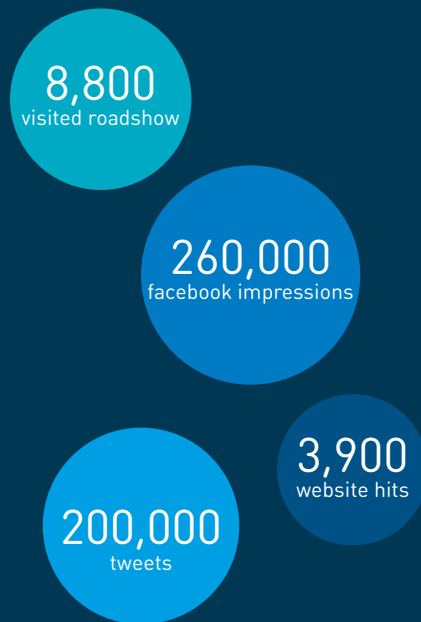 8,800
visited roadshow
260,000
facebook impressions
3,900
website hits
200,000
tweets